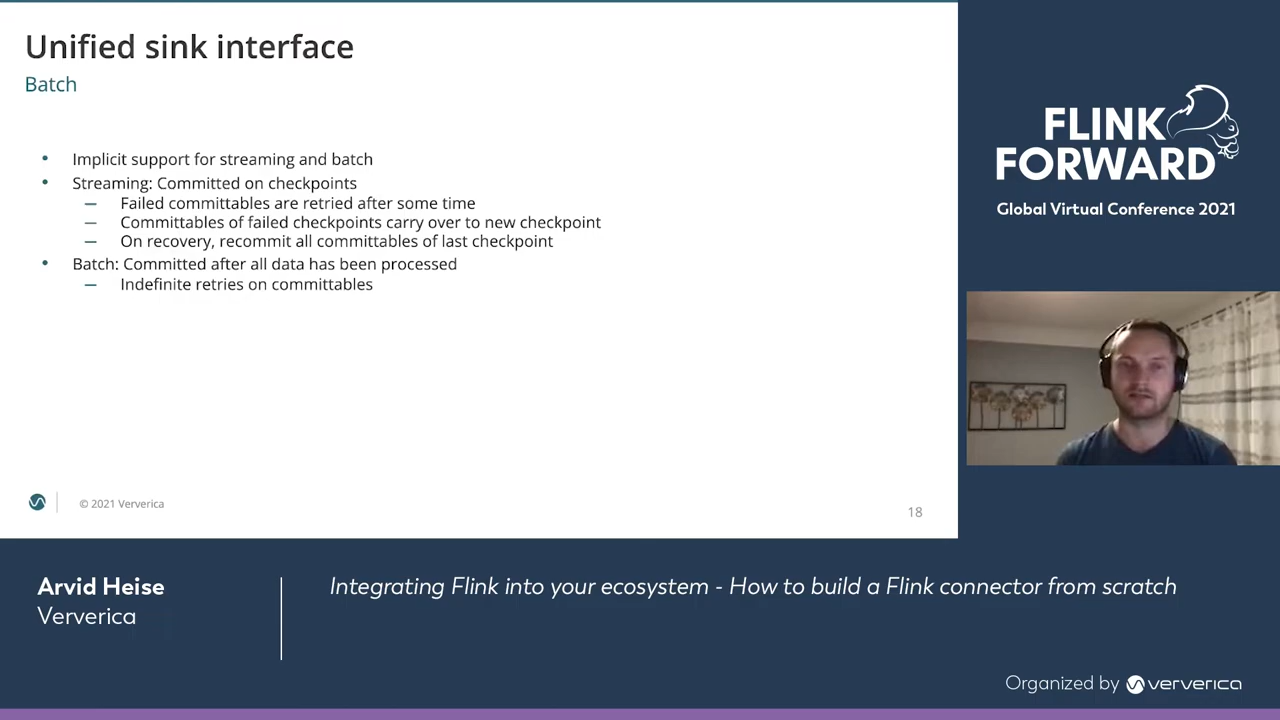 Unified sink interface
Batch
• Implicit support for streaming and batch
• Streaming: Committed on checkpoints
– Failed committables are retried after some time
– Committables of failed checkpoints carry over to new checkpoint
– On recovery, recommit all committables of last checkpoint
• Batch: Committed after all data has been processed
– Indefinite retries on committables
© 2021 Ververica
18
FLINK
FORWARD
Global Virtual Conference 2021
Arvid Heise
Ververica
Integrating Flink into your ecosystem - How to build a Flink connector from scratch
Organized by ververica